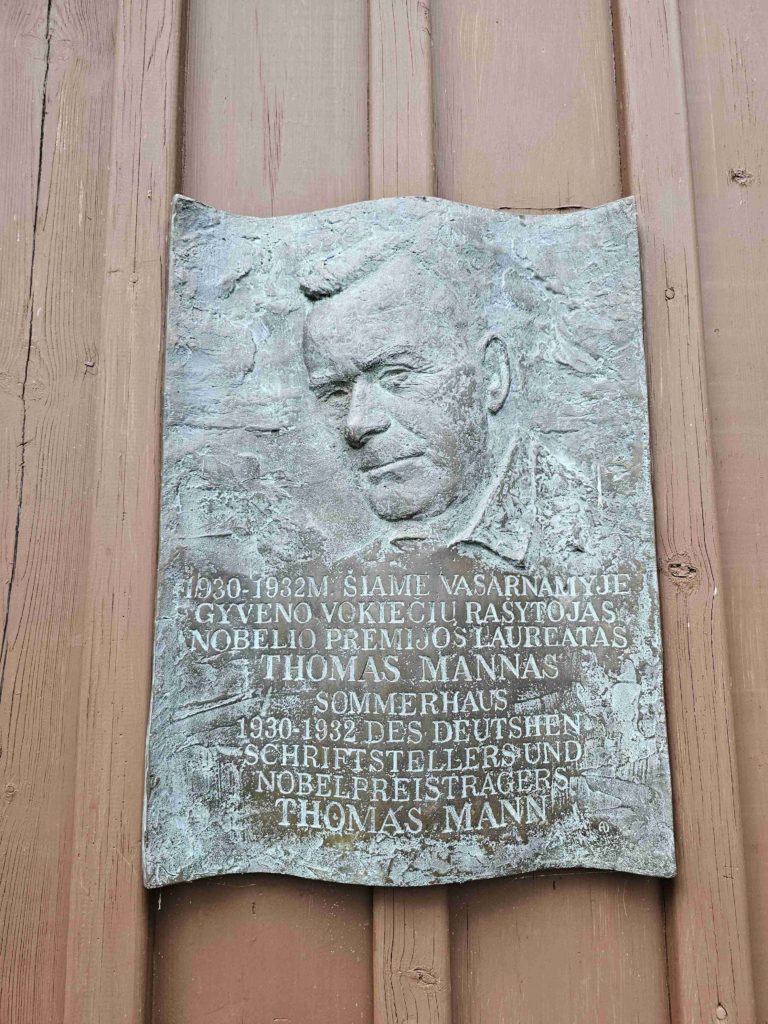 1930-1932M. ŠIAME VASARNAMYJE
GYVENO VOKIEČIŲ RAŠYTOJAS
NOBELIO PREMIJOS LAUREATAS
THOMAS MANNAS
SOMMERHAUS
1930-1932 DES DEUTSHEN
SCHRIFTSTELLERS UND
NOBELPREISTRÄGERS
THOMAS MANN